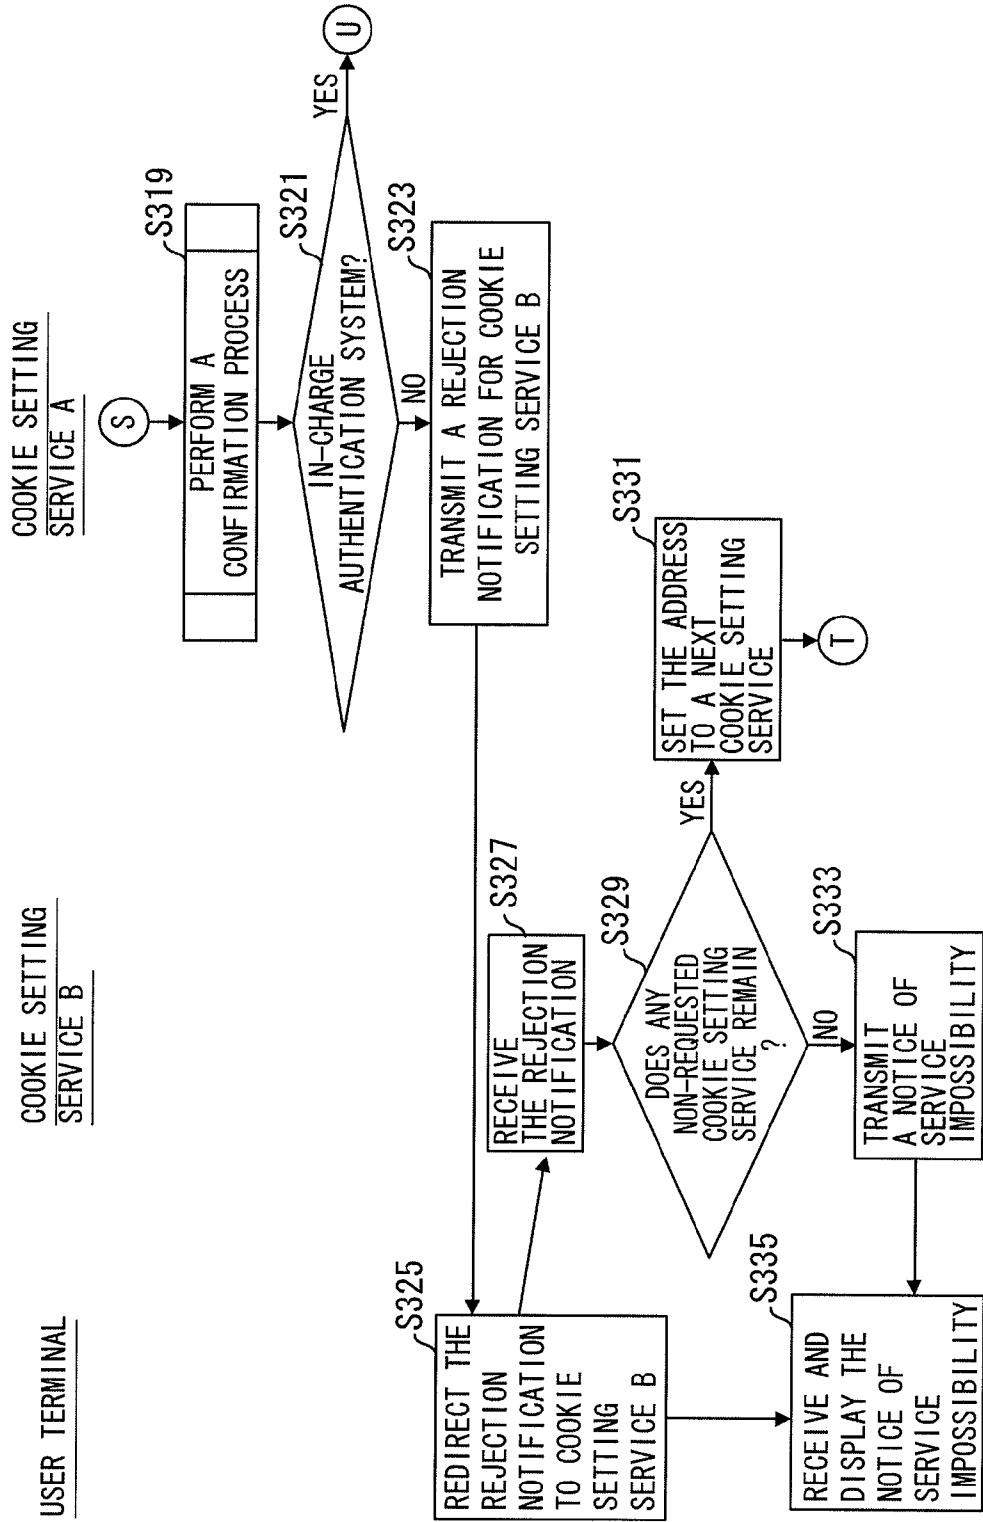 USER TERMINAL
COOKIE SETTING
SERVICE B
COOKIE SETTING
SERVICE A
S
S319
PERFORM A
CONFIRMATION PROCESS
S321
IN-CHARGE
AUTHENTICATION SYSTEM?
YES
U
NO
S323
TRANSMIT A REJECTION
NOTIFICATION FOR COOKIE
SETTING SERVICE B
S325
REDIRECT THE
REJECTION
NOTIFICATION
TO COOKIE
SETTING
SERVICE B
S327
RECEIVE
THE REJECTION
NOTIFICATION
S329
DOES ANY
NON-REQUESTED
COOKIE SETTING
SERVICE REMAIN
?
YES
S331
SET THE ADDRESS
TO A NEXT
COOKIE SETTING
SERVICE
T
NO
S333
TRANSMIT
A NOTICE OF
SERVICE
IMPOSSIBILITY
S335
RECEIVE AND
DISPLAY THE
NOTICE OF
SERVICE
IMPOSSIBILITY